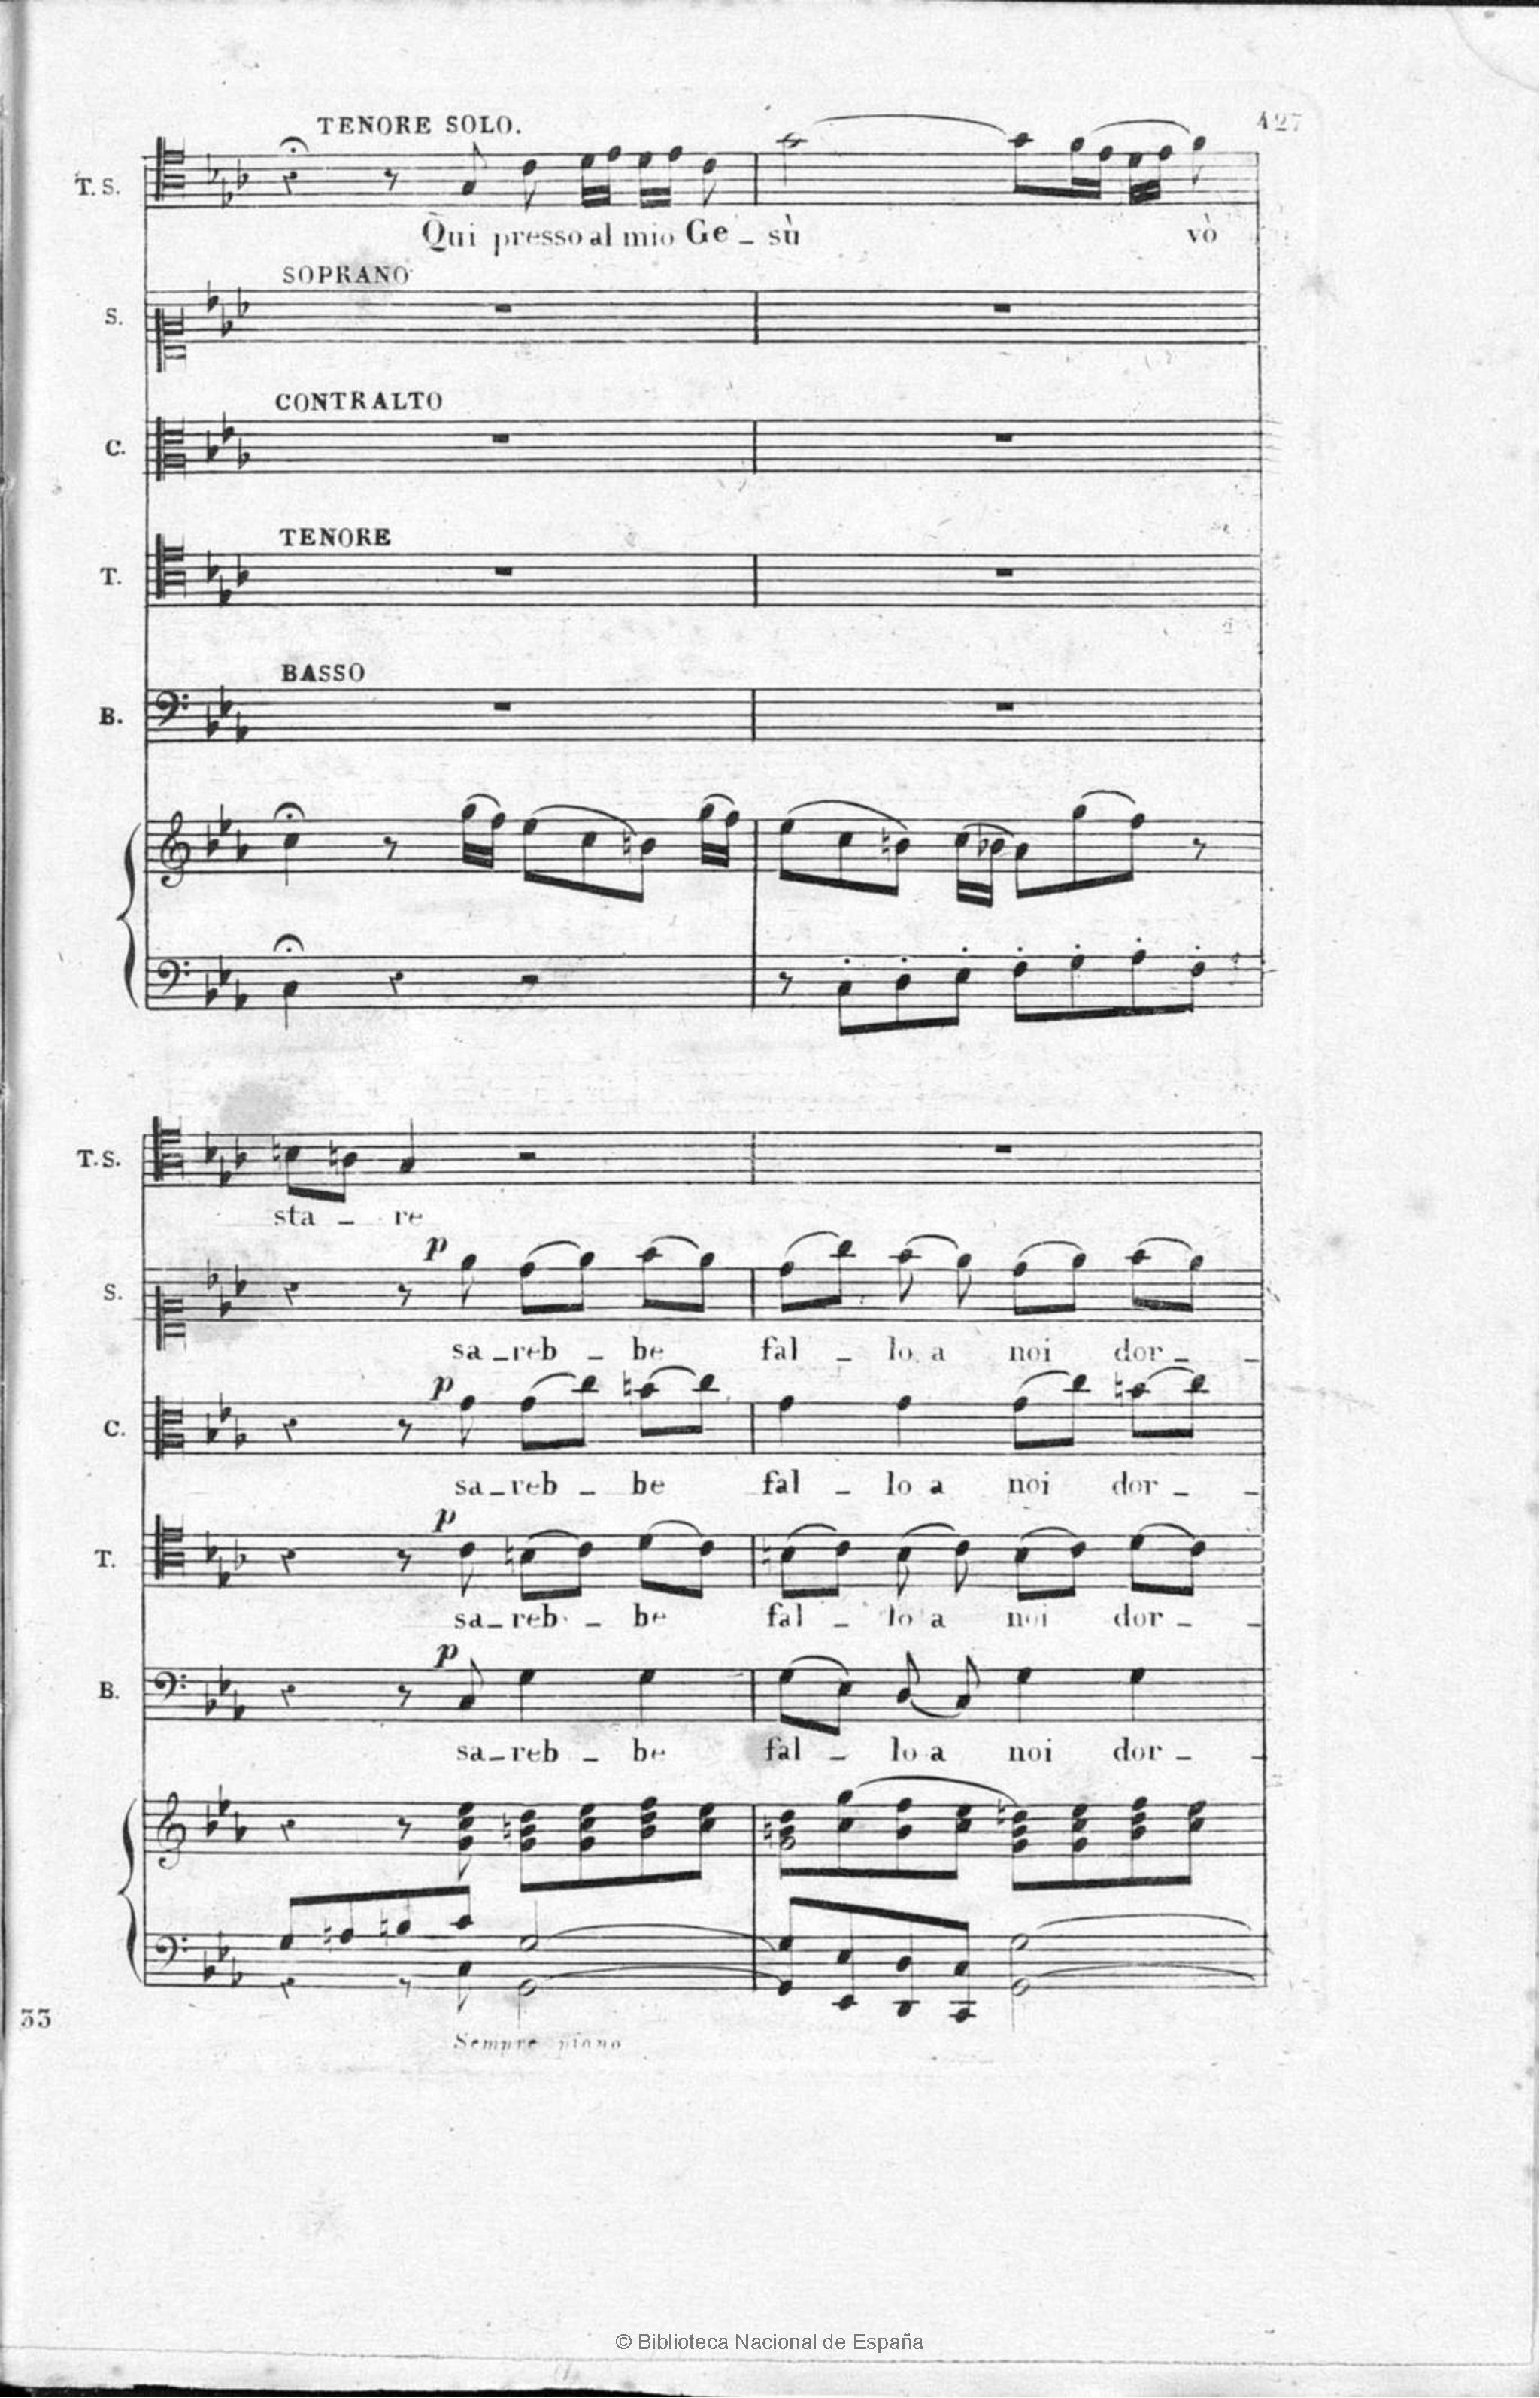 427
TENORE SOLO.
T. S.
Qui presso al mio Ge _ sù vò
SOPRANO
S.
CONTRALTO
C.
TENORE
T.
BASSO
B.
T. S.
sta _ re
p
S.
sa _ reb _ be fal _ lo a noi dor _ _
p
C.
sa _ reb _ be fal _ lo a noi dor _ _
p
T.
sa _ reb _ be fal _ lo a noi dor _ _
p
B.
sa _ reb _ be fal _ lo a noi dor _ _
33
Sempre piano
© Biblioteca Nacional de España